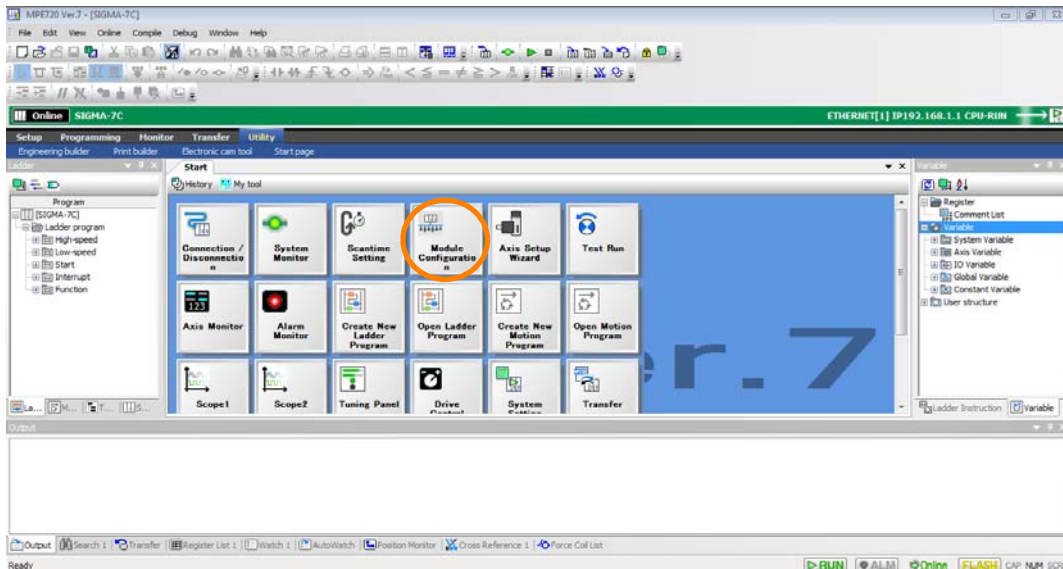 MPE720 Ver.7 - [SIGMA-7C]
File Edit View Online Compile Debug Window Help
Online SIGMA-7C ETHERNET[1] IP192.168.1.1 CPU-RUN
Setup Programming Monitor Transfer Utility
Engineering builder Print builder Electronic cam tool Start page
Ladder
Start
Variable
History My tool
Program
[SIGMA-7C]
Ladder program
High-speed
Low-speed
Start
Interrupt
Function
Connection / Disconnectio n
System Monitor
Scantime Setting
Module Configuratio n
Axis Setup Wizard
Test Run
123
Axis Monitor
Alarm Monitor
Create New Ladder Program
Open Ladder Program
Create New Motion Program
Open Motion Program
Scope1
Scope2
Tuning Panel
Drive Control
System Setting
Transfer
er.7
Register
Comment List
Variable
System Variable
Axis Variable
IO Variable
Global Variable
Constant Variable
User structure
La... M... T... S...
Ladder Instruction Variable
Output
Output Search 1 Transfer Register List 1 Watch 1 AutoWatch Position Monitor Cross Reference 1 Force Coil List
Ready RUN ALM Online FLASH CAP NUM SCR